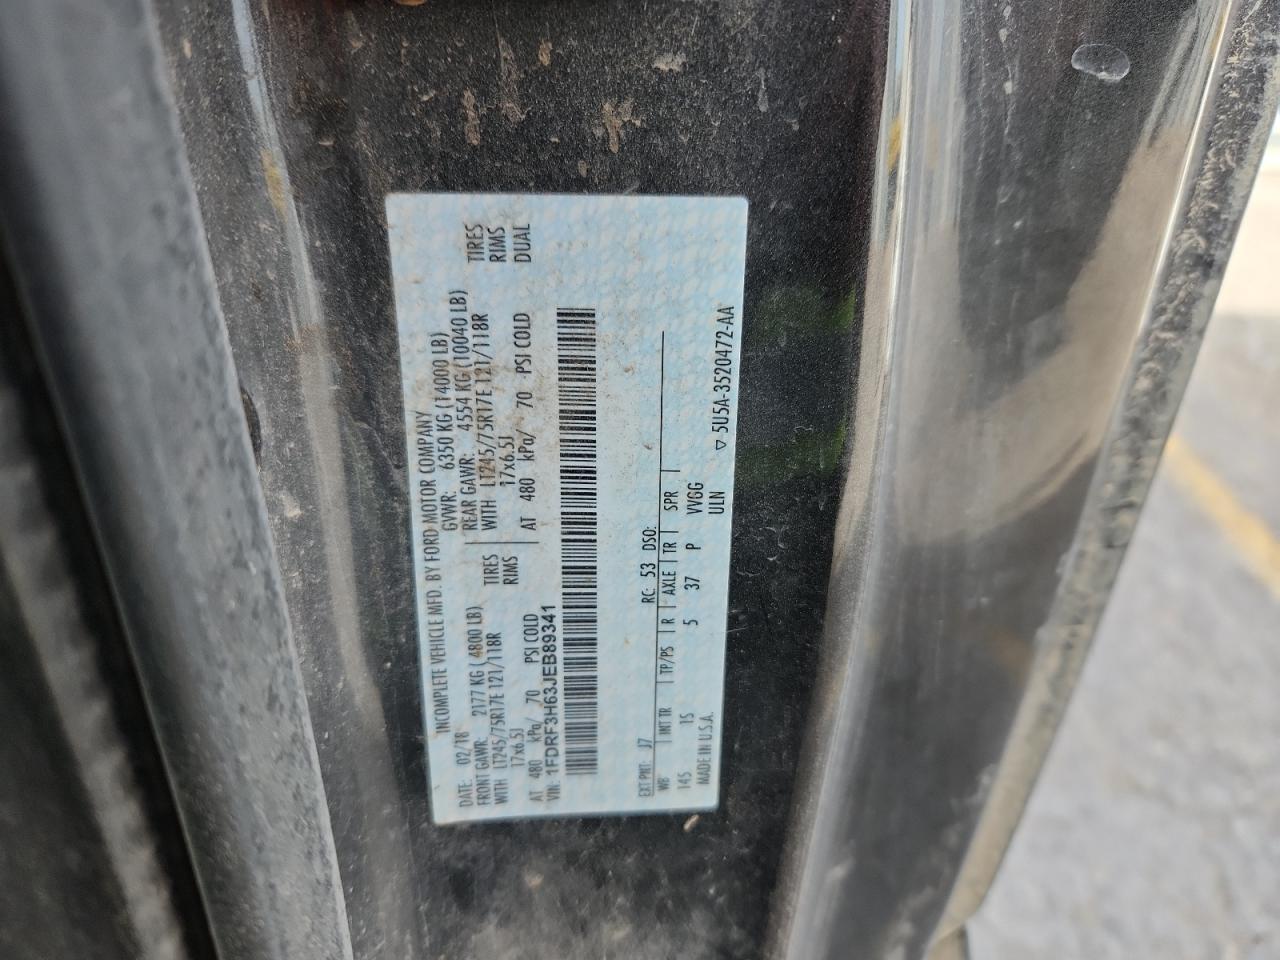 INCOMPLETE VEHICLE MFD. BY FORD MOTOR COMPANY
DATE: 02/18 GVWR: 6350 KG (14000 LB)
FRONT GAWR: 2177 KG (4800 LB) REAR GAWR: 4554 KG (10040 LB)
WITH LT245/75R17E 121/118R TIRES WITH LT245/75R17E 121/118R TIRES
17x6.5J RIMS 17x6.5J RIMS
AT 480 kPa/ 70 PSI COLD AT 480 kPa/ 70 PSI COLD DUAL
VIN: 1FDRF3H63JEB89341
EXT PNT: J7 RC: 53 DSO:
WB INT TR TP/PS R AXLE TR SPR
145 15 5 37 P VV6G
MADE IN U.S.A. ULN ▽ 5U5A-3520472-AA